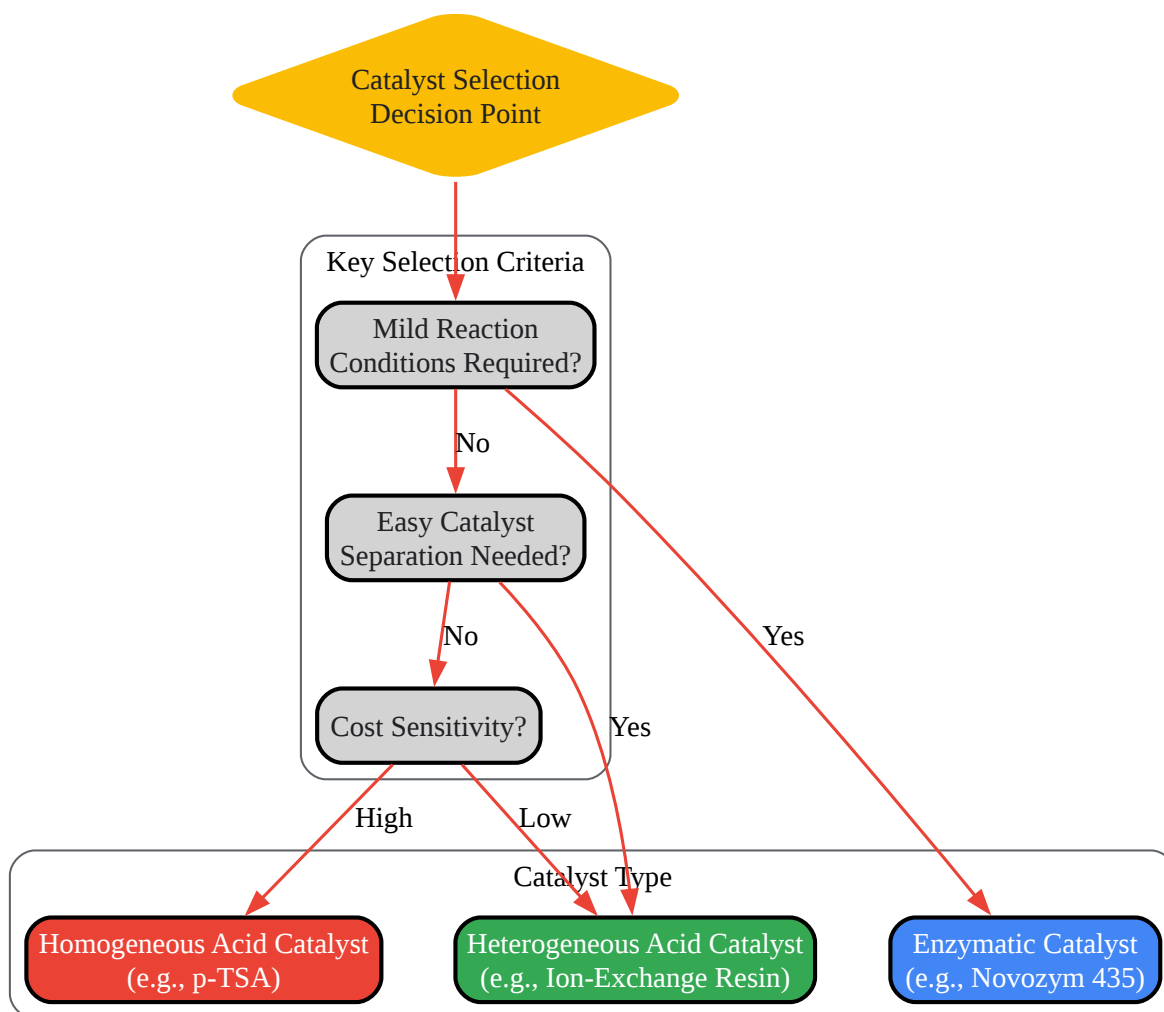 Catalyst Selection
Decision Point
Key Selection Criteria
Mild Reaction
Conditions Required?
No
Easy Catalyst
Separation Needed?
No
Yes
Cost Sensitivity?
Yes
High
Low
Catalyst Type
Homogeneous Acid Catalyst
(e.g., p-TSA)
Heterogeneous Acid Catalyst
(e.g., Ion-Exchange Resin)
Enzymatic Catalyst
(e.g., Novozym 435)